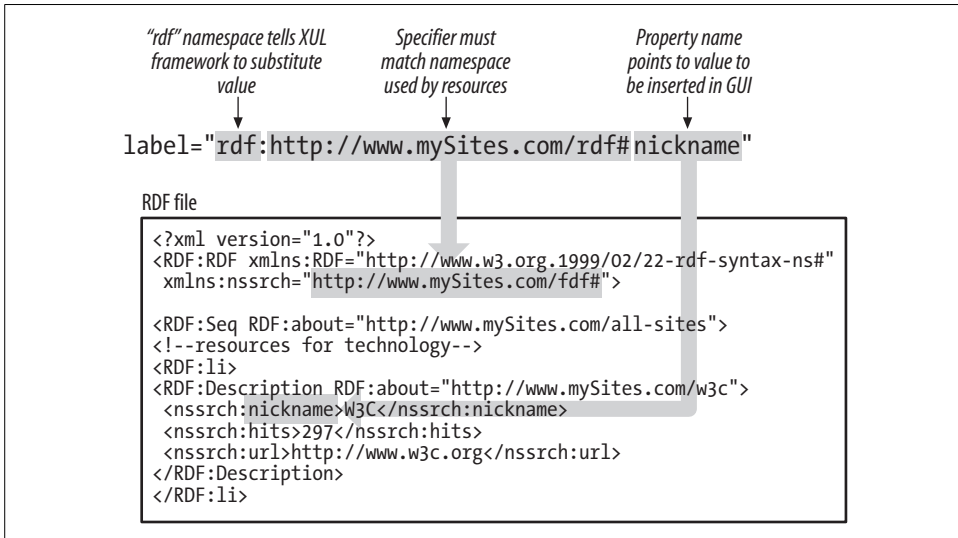 "rdf" namespace tells XUL
framework to substitute
value
Specifier must
match namespace
used by resources
Property name
points to value to
be inserted in GUI
label="rdf:http://www.mySites.com/rdf#nickname"
RDF file
<?xml version="1.0"?>
<RDF:RDF xmlns:RDF="http://www.w3.org.1999/02/22-rdf-syntax-ns#"
xmlns:nssrch="http://www.mySites.com/fdf#">
<RDF:Seq RDF:about="http://www.mySites.com/all-sites">
<!--resources for technology-->
<RDF:li>
<RDF:Description RDF:about="http://www.mySites.com/w3c">
<nssrch:nickname>W3C</nssrch:nickname>
<nssrch:hits>297</nssrch:hits>
<nssrch:url>http://www.w3c.org</nssrch:url>
</RDF:Description>
</RDF:li>